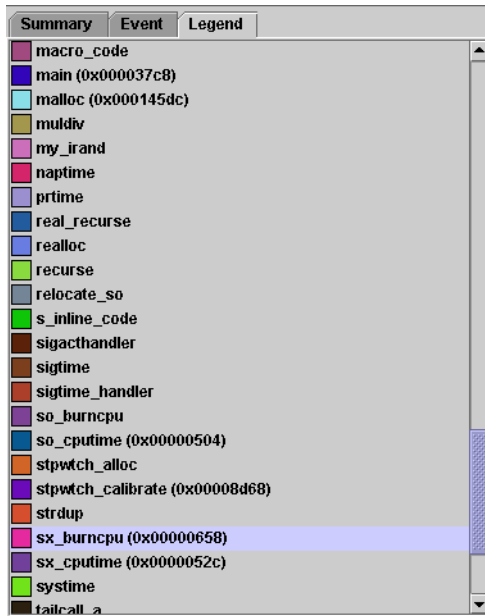 Summary Event Legend
macro_code
main (0x000037c8)
malloc (0x000145dc)
muldiv
my_irand
naptime
prtime
real_recurse
realloc
recurse
relocate_so
s_inline_code
sigacthandler
sigtime
sigtime_handler
so_burncpu
so_cputime (0x00000504)
stpwtch_alloc
stpwtch_calibrate (0x00008d68)
strdup
sx_burncpu (0x00000658)
sx_cputime (0x0000052c)
systime
tailcall_a